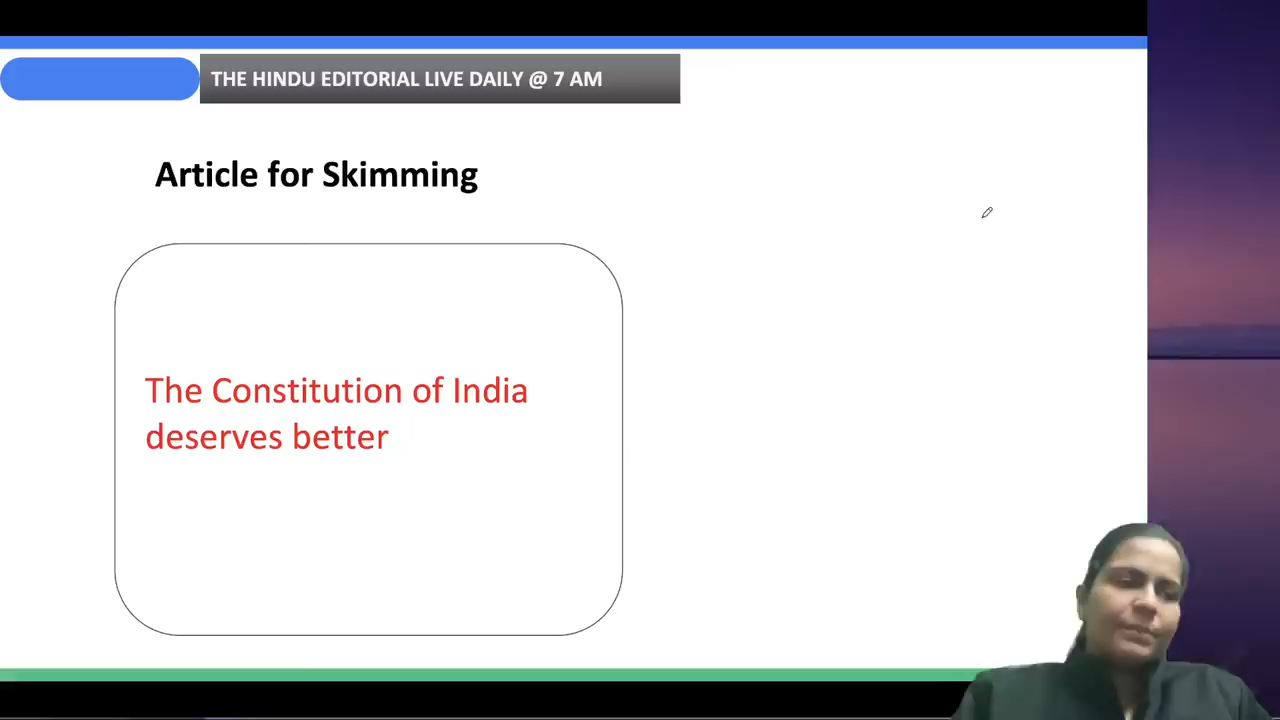 THE HINDU EDITORIAL LIVE DAILY @ 7 AM
Article for Skimming
The Constitution of India
deserves better